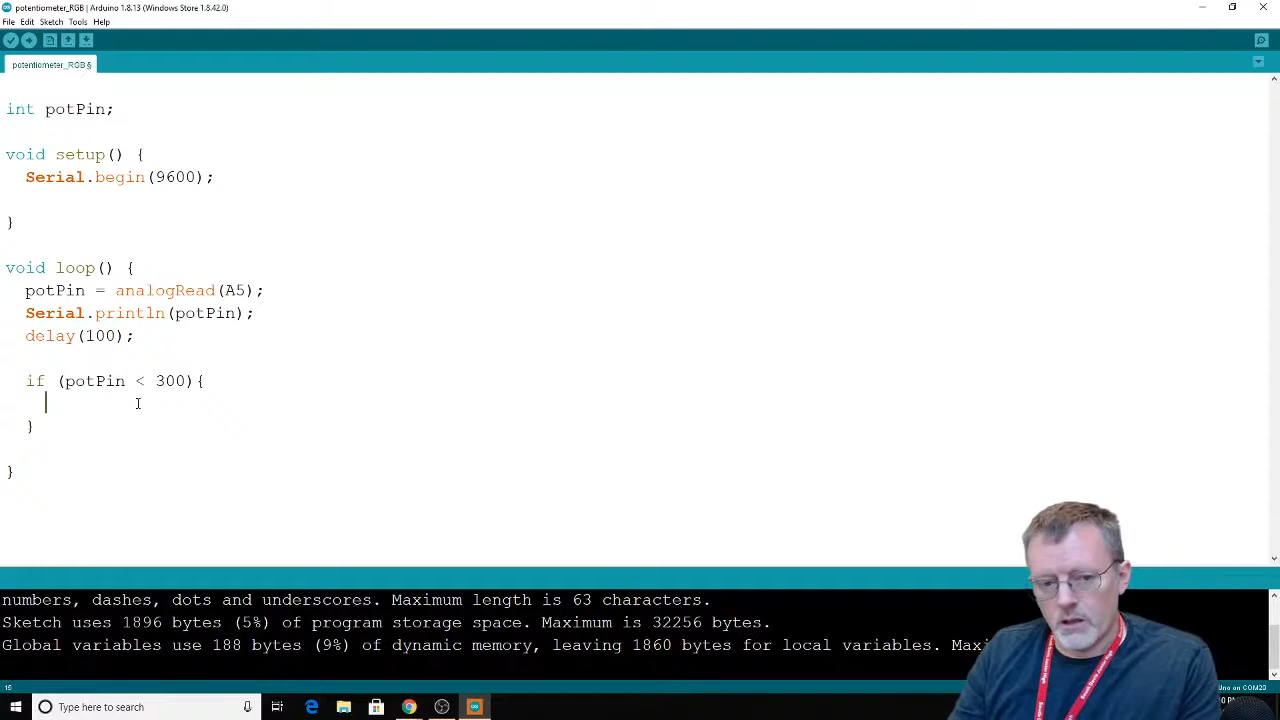 potentiometer_RGB | Arduino 1.8.13 (Windows Store 1.8.42.0)
File Edit Sketch Tools Help
potentiometer_RGB §
int potPin;
void setup() {
Serial.begin(9600);
}
void loop() {
potPin = analogRead(A5);
Serial.println(potPin);
delay(100);
if (potPin < 300){
}
}
numbers, dashes, dots and underscores. Maximum length is 63 characters.
Sketch uses 1896 bytes (5%) of program storage space. Maximum is 32256 bytes.
Global variables use 188 bytes (9%) of dynamic memory, leaving 1860 bytes for local variables. Maxi
15
Uno on COM20
Type here to search